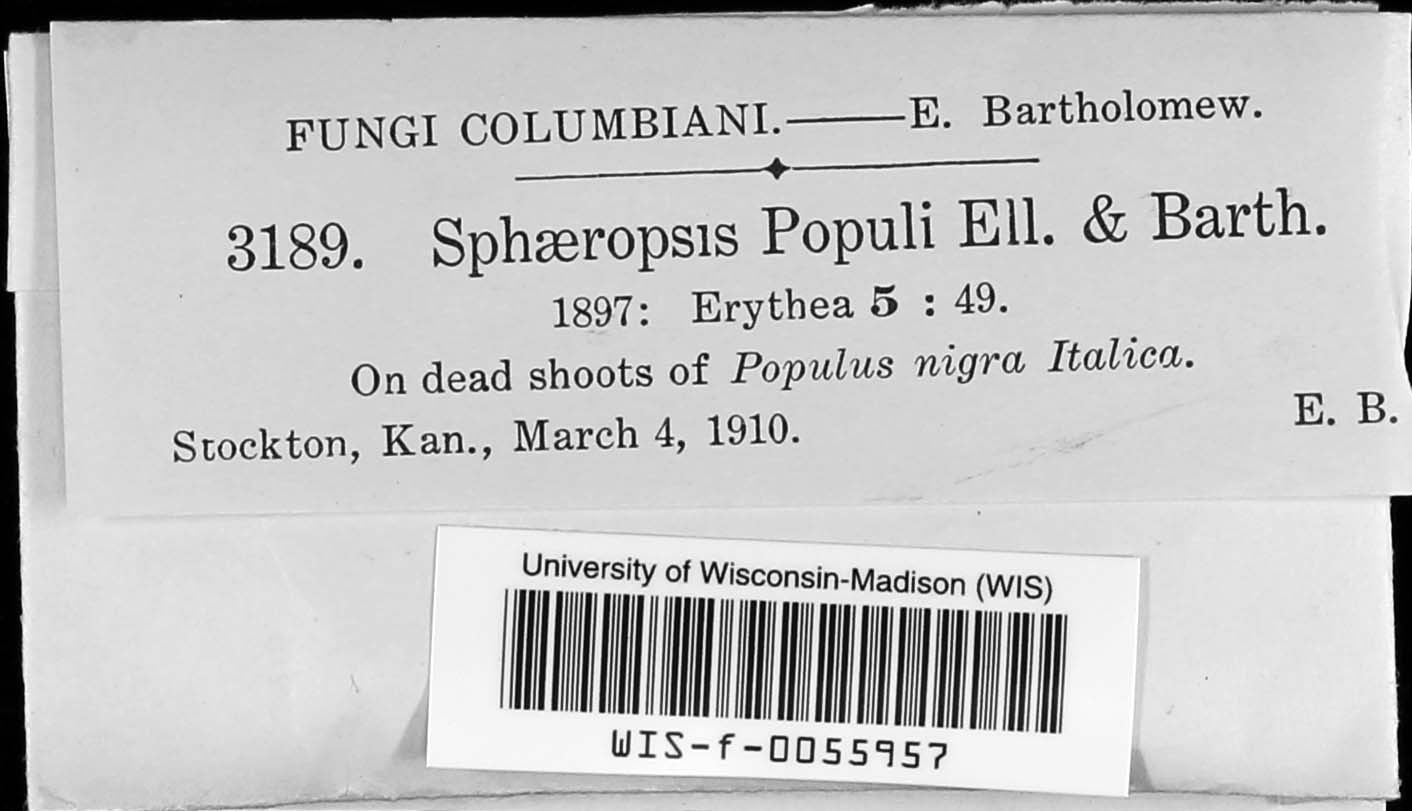 FUNGI COLUMBIANI.——E. Bartholomew.
3189. Sphæropsis Populi Ell. & Barth.
1897: Erythea 5 : 49.
On dead shoots of Populus nigra Italica.
Stockton, Kan., March 4, 1910. E. B.
University of Wisconsin-Madison (WIS)
WIS-f-0055957